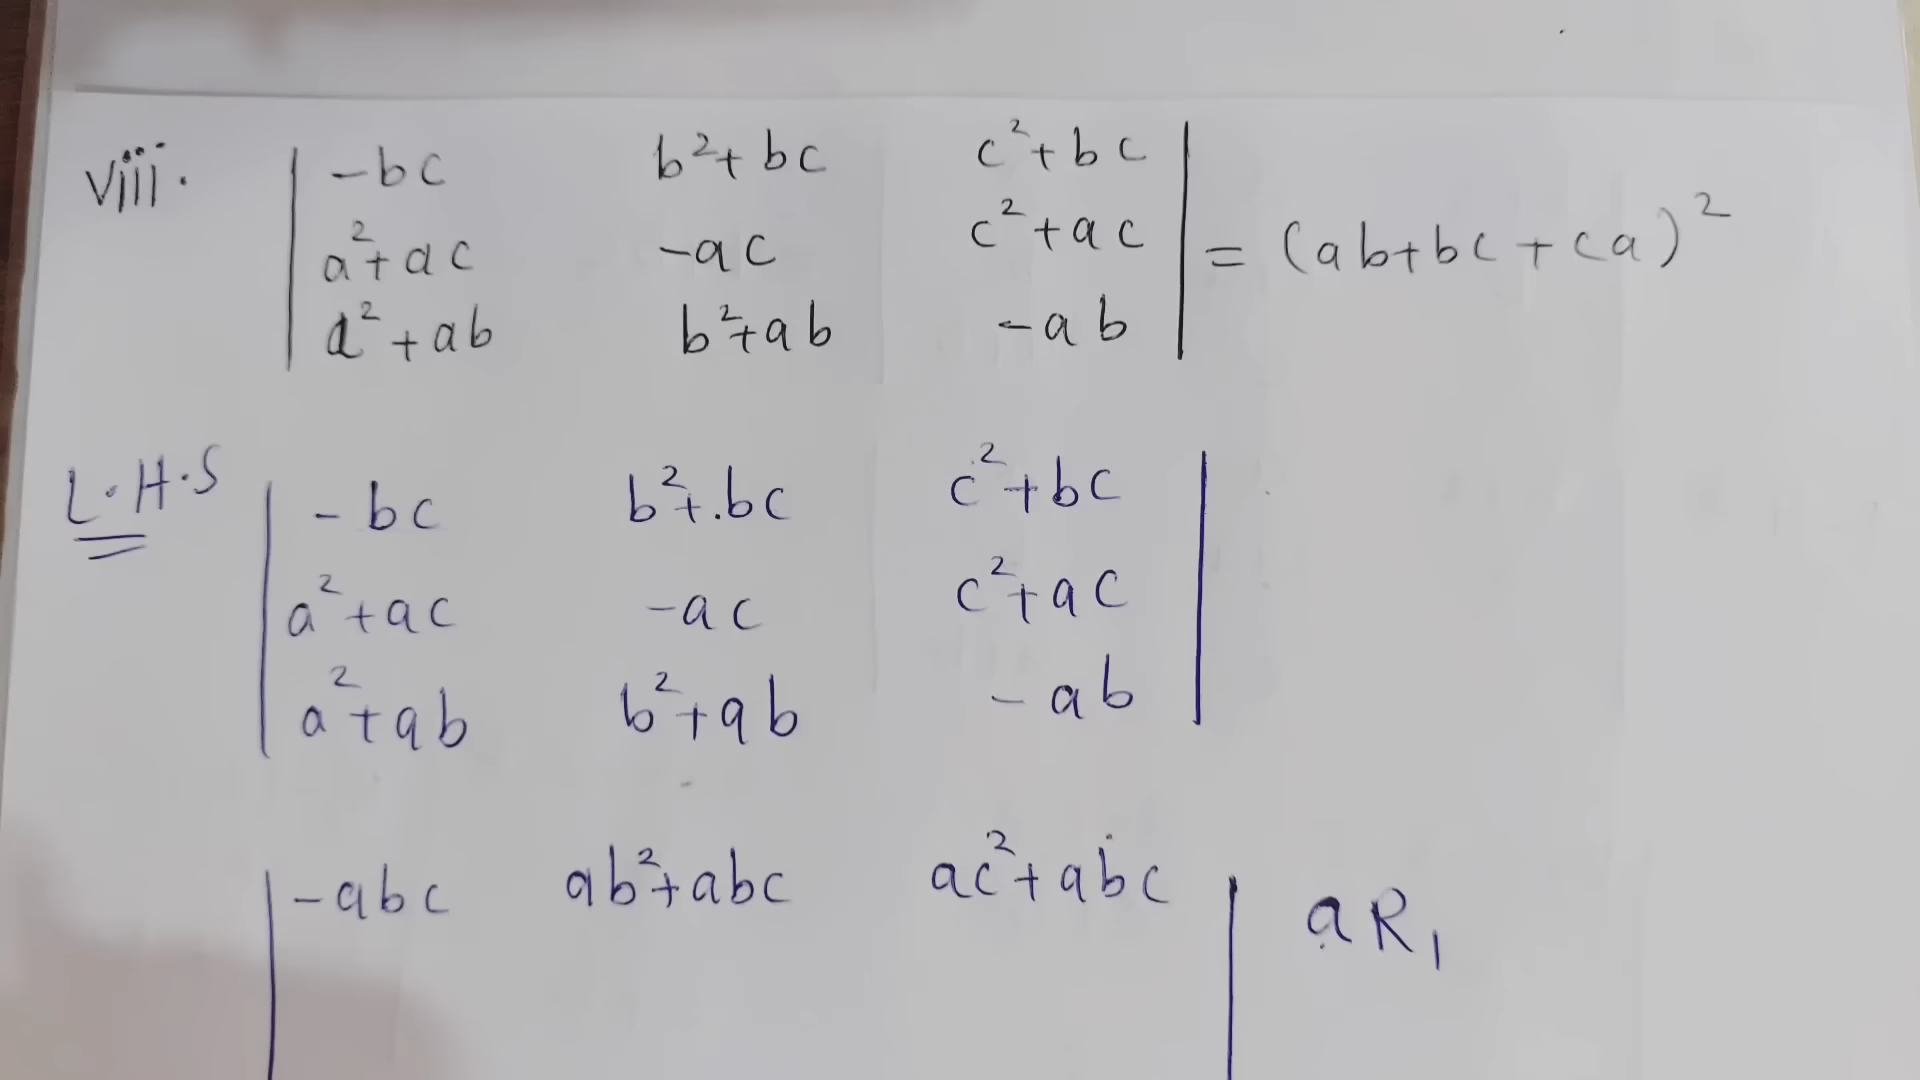 viii. | -bc b²+bc c²+bc |
| a²+ac -ac c²+ac | = (ab+bc+ca)²
| a²+ab b²+ab -ab |
L.H.S | -bc b²+.bc c²+bc |
| a²+ac -ac c²+ac |
| a²+ab b²+ab -ab |
| -abc ab²+abc ac²+abc | aR₁